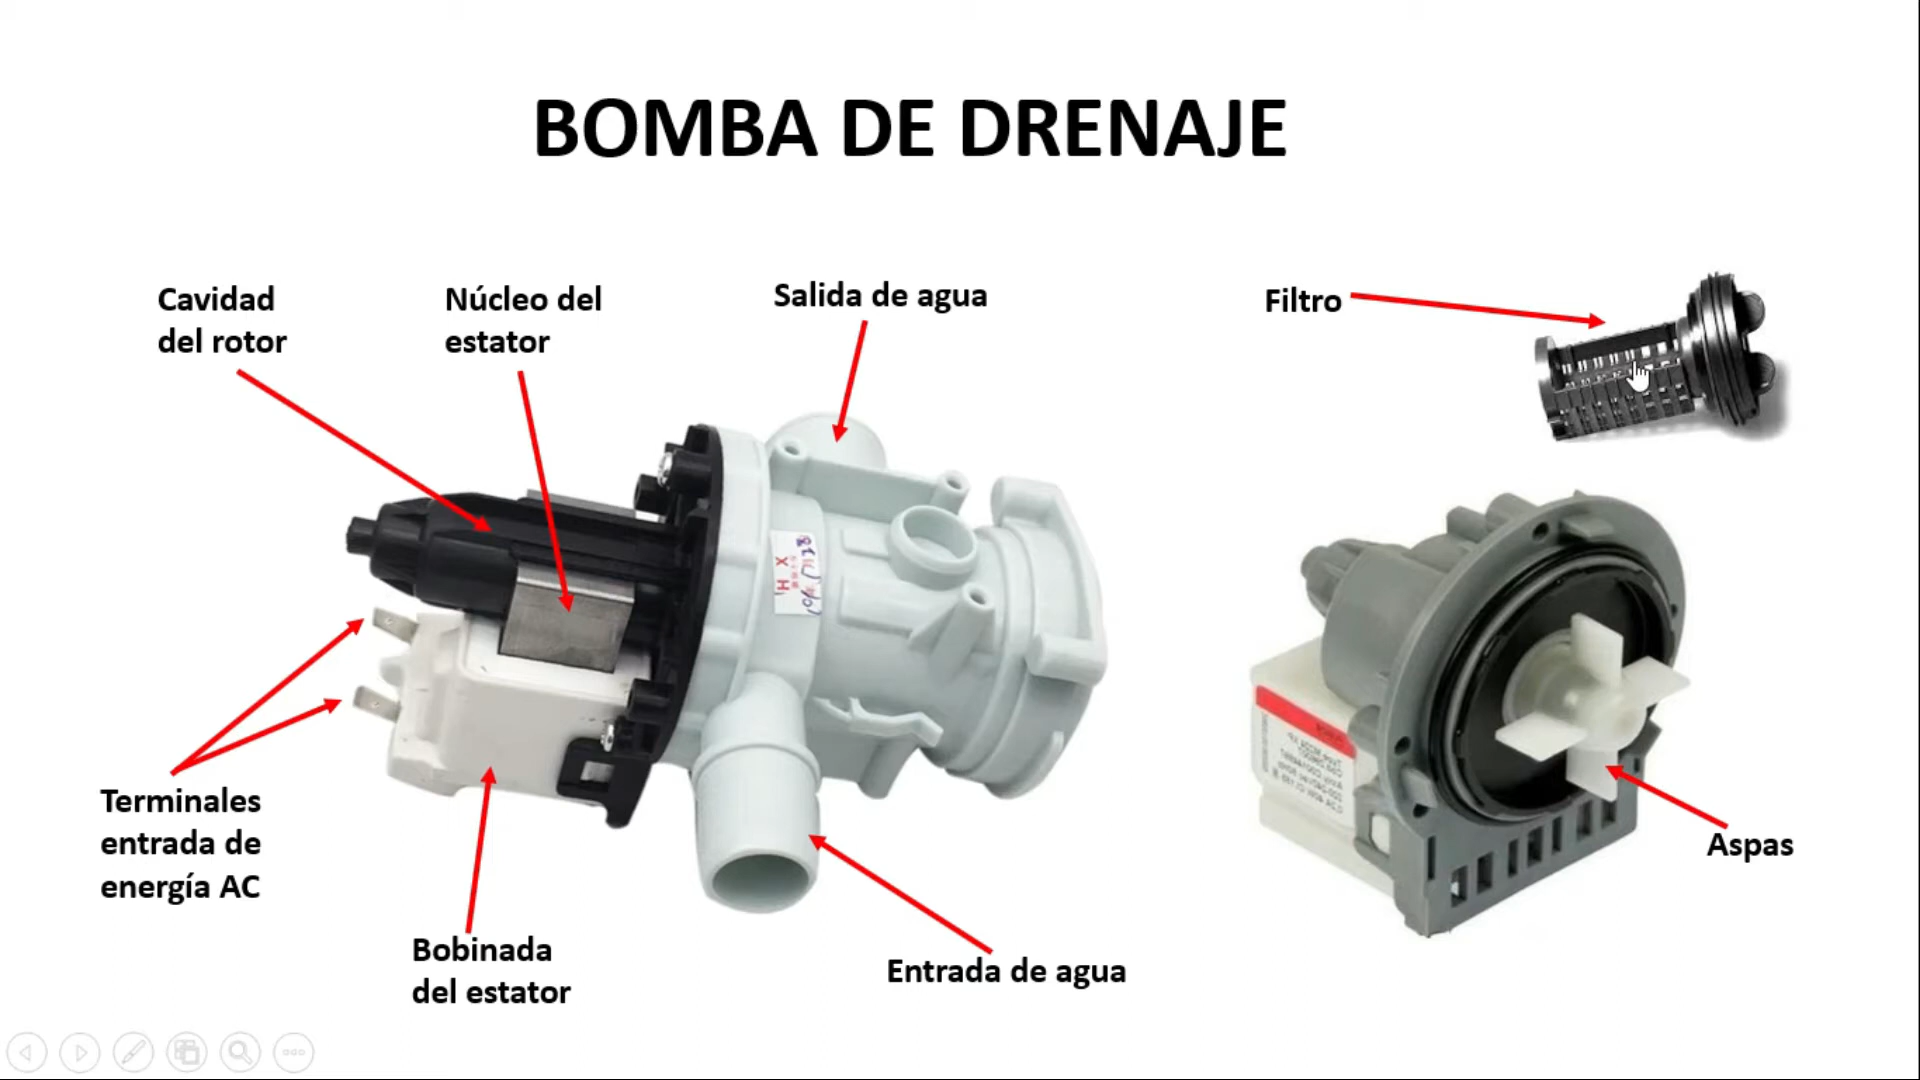 BOMBA DE DRENAJE
Cavidad
del rotor
Núcleo del
estator
Salida de agua
Filtro
Terminales
entrada de
energía AC
Bobinada
del estator
Entrada de agua
Aspas